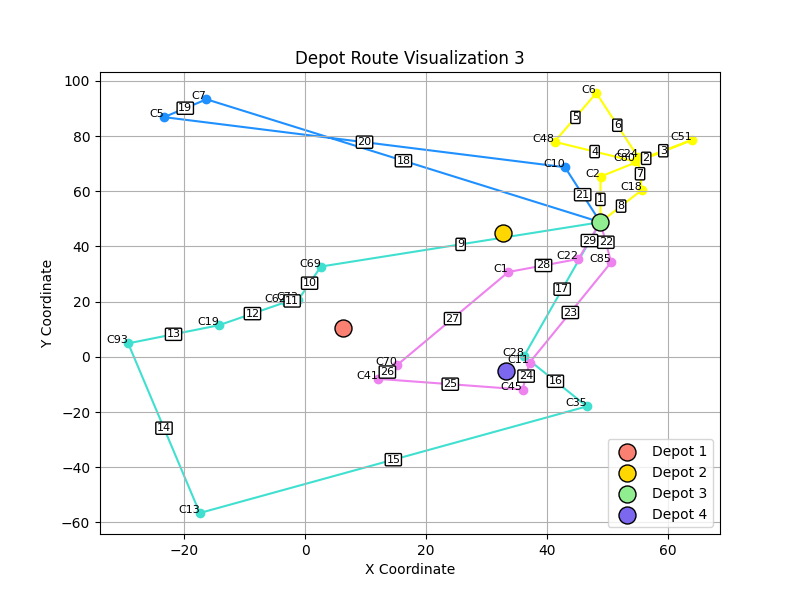 Depot Route Visualization 3
Y Coordinate
100
80
60
40
20
0
−20
−40
−60
−20
0
20
40
60
X Coordinate
C6
C7
C5
C48
C51
C24
C80
C10
C2
C18
C69
C1
C22
C85
C19
C93
C28
C11
C70
C41
C45
C35
C13
1
2
3
4
5
6
7
8
9
10
11
12
13
14
15
16
17
18
19
20
21
22
23
24
25
26
27
28
29
Depot 1
Depot 2
Depot 3
Depot 4